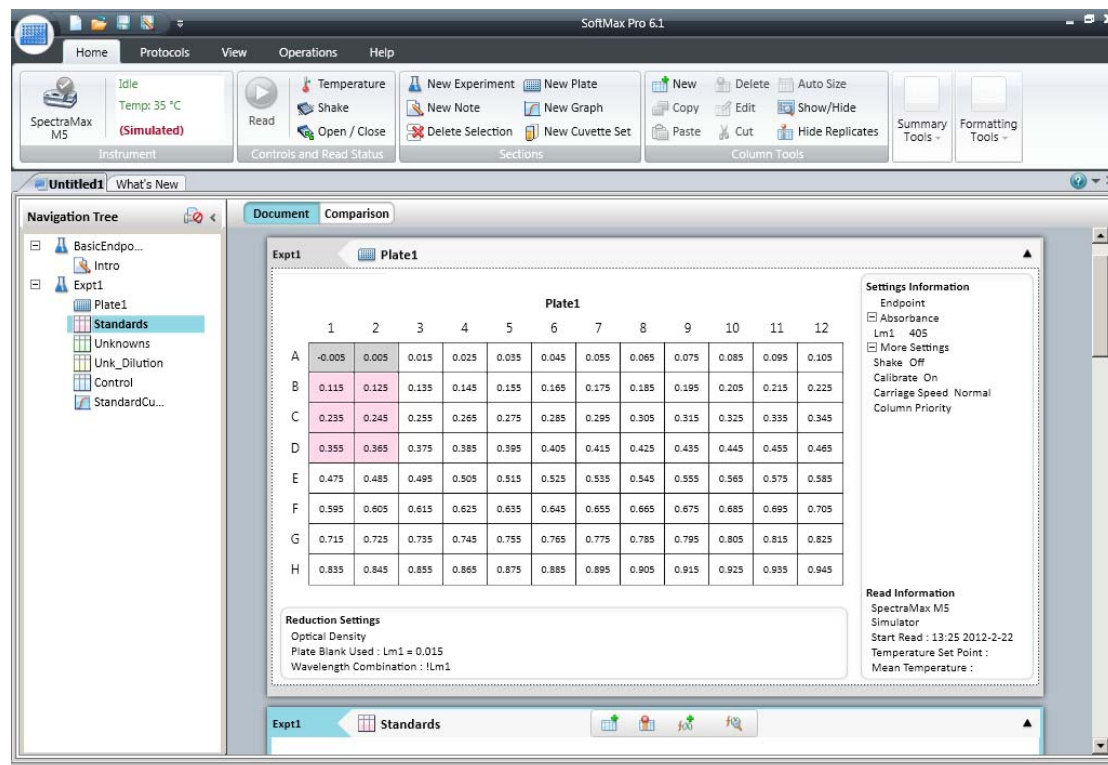 SoftMax Pro 6.1
Home Protocols View Operations Help
SpectraMax M5
Idle
Temp: 35 °C
(Simulated)
Instrument
Read
Temperature
Shake
Open / Close
Controls and Read Status
New Experiment New Plate
New Note New Graph
Delete Selection New Cuvette Set
Sections
New Delete Auto Size
Copy Edit Show/Hide
Paste Cut Hide Replicates
Column Tools
Summary Tools
Formatting Tools
Untitled1 What's New
Navigation Tree
BasicEndpo...
Intro
Expt1
Plate1
Standards
Unknowns
Unk_Dilution
Control
StandardCu...
Document Comparison
Expt1 Plate1
Plate1
1 2 3 4 5 6 7 8 9 10 11 12
A -0.005 0.005 0.015 0.025 0.035 0.045 0.055 0.065 0.075 0.085 0.095 0.105
B 0.115 0.125 0.135 0.145 0.155 0.165 0.175 0.185 0.195 0.205 0.215 0.225
C 0.235 0.245 0.255 0.265 0.275 0.285 0.295 0.305 0.315 0.325 0.335 0.345
D 0.355 0.365 0.375 0.385 0.395 0.405 0.415 0.425 0.435 0.445 0.455 0.465
E 0.475 0.485 0.495 0.505 0.515 0.525 0.535 0.545 0.555 0.565 0.575 0.585
F 0.595 0.605 0.615 0.625 0.635 0.645 0.655 0.665 0.675 0.685 0.695 0.705
G 0.715 0.725 0.735 0.745 0.755 0.765 0.775 0.785 0.795 0.805 0.815 0.825
H 0.835 0.845 0.855 0.865 0.875 0.885 0.895 0.905 0.915 0.925 0.935 0.945
Settings Information
Endpoint
Absorbance
Lm1 405
More Settings
Shake Off
Calibrate On
Carriage Speed Normal
Column Priority
Read Information
SpectraMax M5
Simulator
Start Read : 13:25 2012-2-22
Temperature Set Point :
Mean Temperature :
Reduction Settings
Optical Density
Plate Blank Used : Lm1 = 0.015
Wavelength Combination : !Lm1
Expt1 Standards